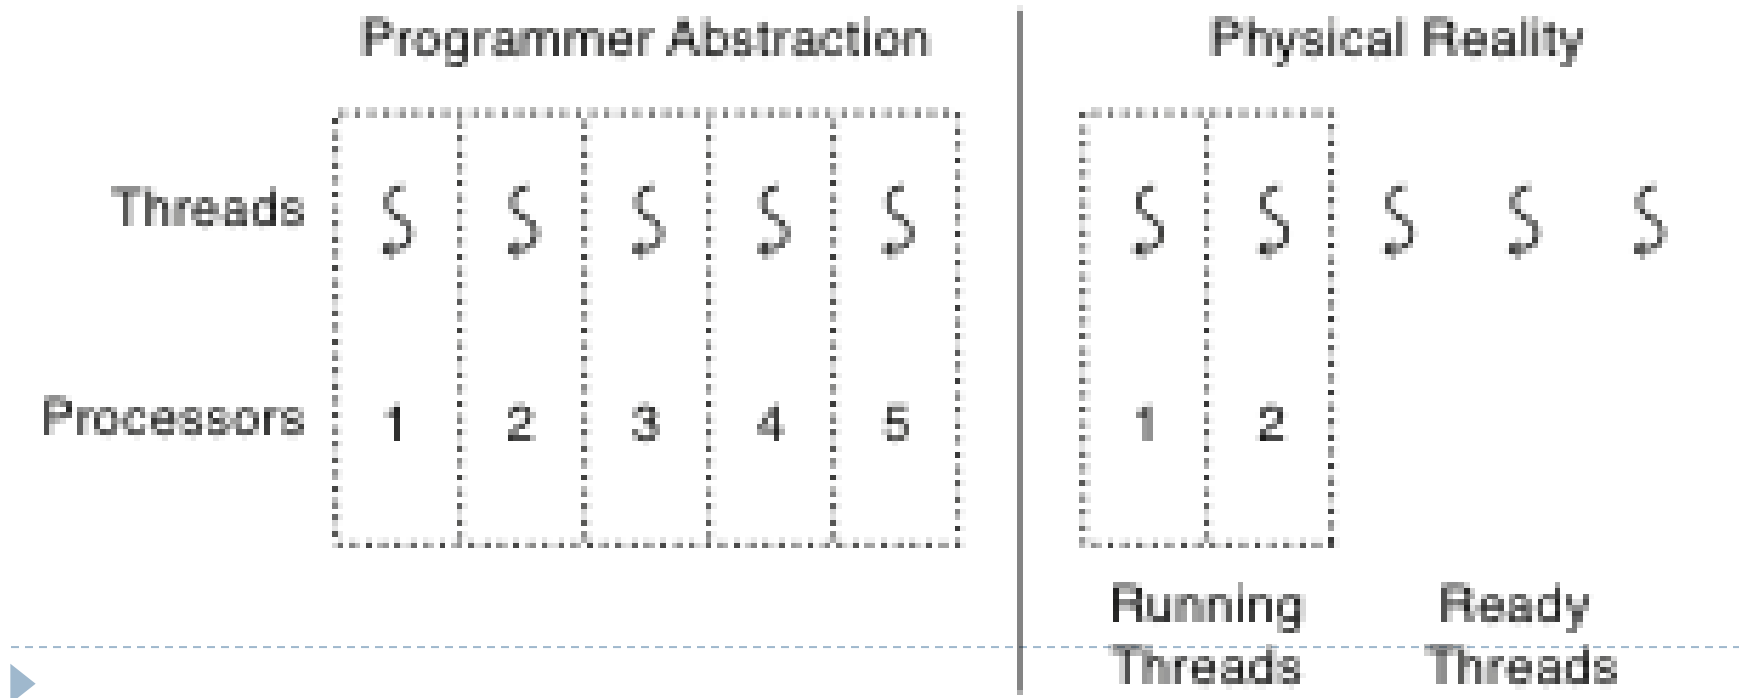 Programmer Abstraction
Physical Reality
Threads
Processors 1 2 3 4 5 1 2
Running Threads
Ready Threads